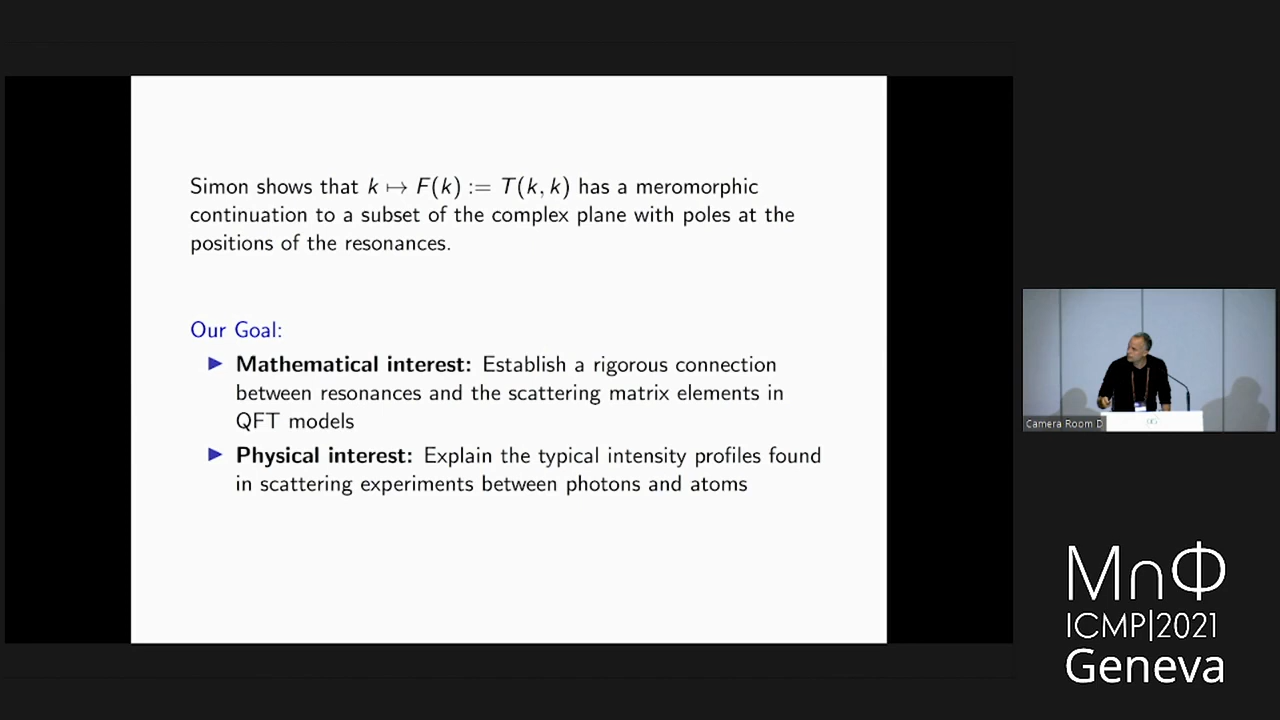 Simon shows that k ↦ F(k) := T(k, k) has a meromorphic
continuation to a subset of the complex plane with poles at the
positions of the resonances.
Our Goal:
▶ Mathematical interest: Establish a rigorous connection
between resonances and the scattering matrix elements in
QFT models
▶ Physical interest: Explain the typical intensity profiles found
in scattering experiments between photons and atoms
Camera Room D
M∩Φ
ICMP|2021
Geneva